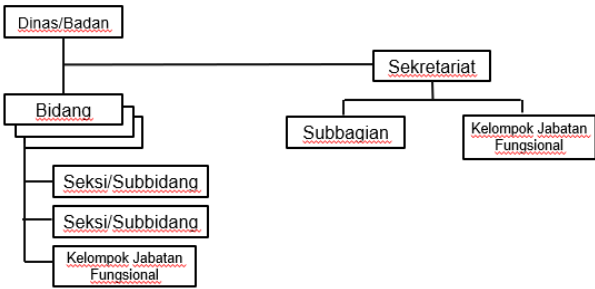 Dinas/Badan
Sekretariat
Bidang
Subbagian
Kelompok Jabatan
Fungsional
Seksi/Subbidang
Seksi/Subbidang
Kelompok Jabatan
Fungsional